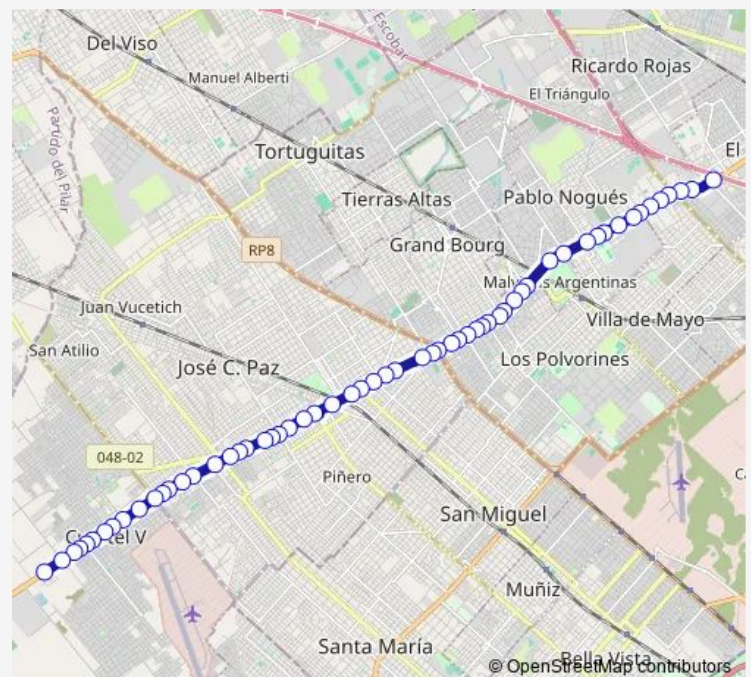 Del Viso
Escobar
Ricardo Rojas
Manuel Alberti
El Triángulo
Partido del Pilar
Tortuguitas
El
Tierras Altas
Pablo Nogués
Grand Bourg
RP8
Malv
s Argentinas
Juan Vucetich
Villa de Mayo
San Atilio
José C. Paz
Los Polvorines
048-02
Piñero
San Miguel
tel V
Muñiz
Santa María
Bella Vista
© OpenStreetMap contributors